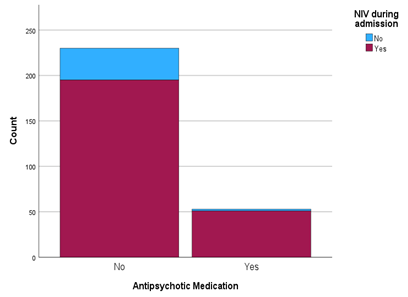 NIV during
admission
No
Yes
250
200
150
100
50
0
Count
No Yes
Antipsychotic Medication